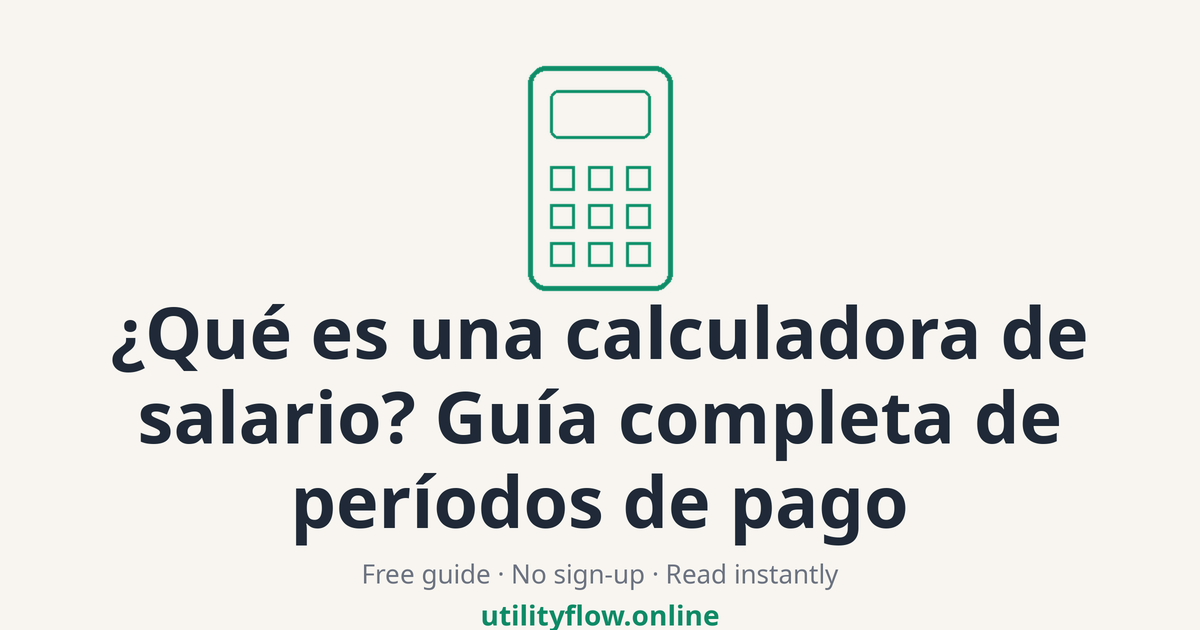 ¿Qué es una calculadora de
salario? Guía completa de
períodos de pago
Free guide · No sign-up · Read instantly
utilityflow.online